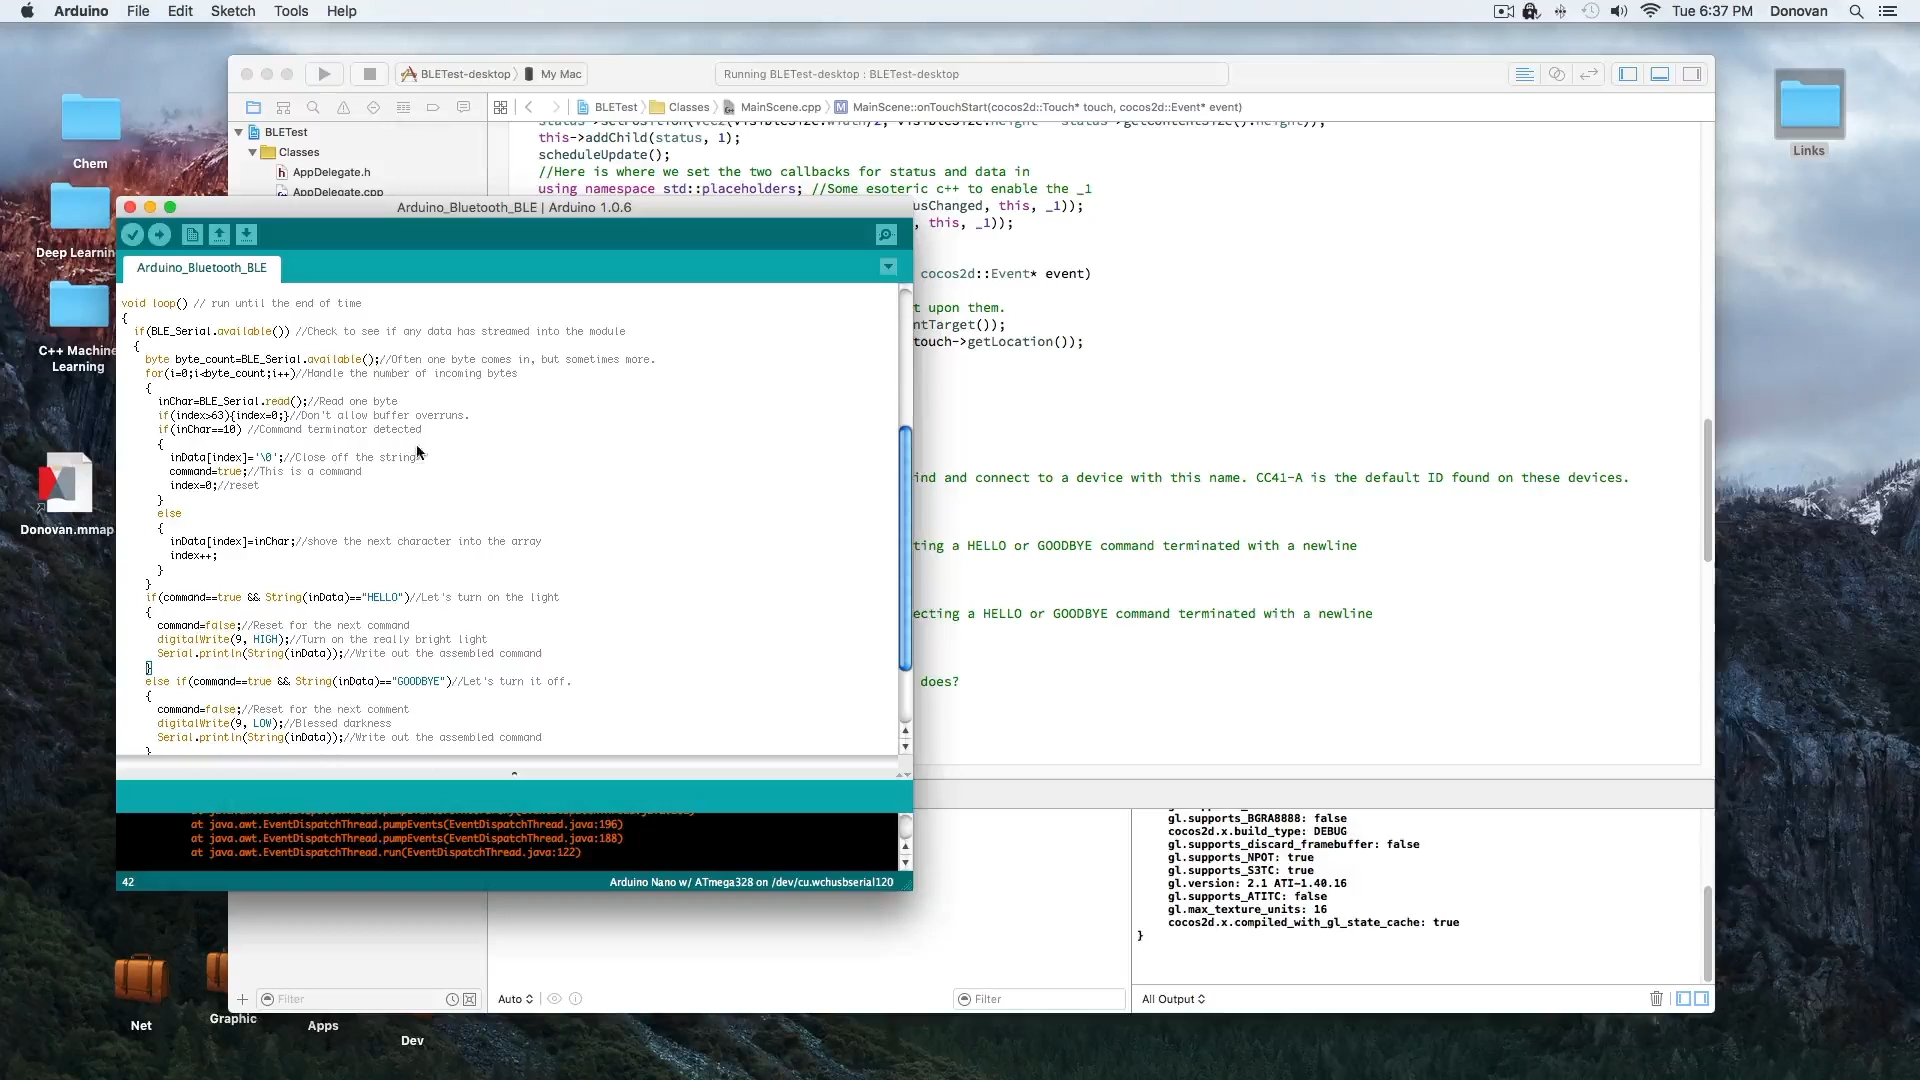 Arduino File Edit Sketch Tools Help
Tue 6:37 PM Donovan
BLETest-desktop My Mac
Running BLETest-desktop : BLETest-desktop
BLETest Classes MainScene.cpp MainScene::onTouchStart(cocos2d::Touch* touch, cocos2d::Event* event)
BLETest
Classes
AppDelegate.h
AppDelegate.cpp
this->addChild(status, 1);
scheduleUpdate();
//Here is where we set the two callbacks for status and data in
using namespace std::placeholders; //Some esoteric c++ to enable the _1
usChanged, this, _1));
, this, _1));
cocos2d::Event* event)
t upon them.
ntTarget());
touch->getLocation());
ind and connect to a device with this name. CC41-A is the default ID found on these devices.
ting a HELLO or GOODBYE command terminated with a newline
ecting a HELLO or GOODBYE command terminated with a newline
does?
Arduino_Bluetooth_BLE | Arduino 1.0.6
Arduino_Bluetooth_BLE
void loop() // run until the end of time
{
if(BLE_Serial.available()) //Check to see if any data has streamed into the module
{
byte byte_count=BLE_Serial.available();//Often one byte comes in, but sometimes more.
for(i=0;i<byte_count;i++)//Handle the number of incoming bytes
{
inChar=BLE_Serial.read();//Read one byte
if(index>63){index=0;}//Don't allow buffer overruns.
if(inChar==10) //Command terminator detected
{
inData[index]='\0';//Close off the string
command=true;//This is a command
index=0;//reset
}
else
{
inData[index]=inChar;//shove the next character into the array
index++;
}
}
if(command==true && String(inData)=="HELLO")//Let's turn on the light
{
command=false;//Reset for the next command
digitalWrite(9, HIGH);//Turn on the really bright light
Serial.println(String(inData));//Write out the assembled command
}
else if(command==true && String(inData)=="GOODBYE")//Let's turn it off.
{
command=false;//Reset for the next comment
digitalWrite(9, LOW);//Blessed darkness
Serial.println(String(inData));//Write out the assembled command
}
at java.awt.EventDispatchThread.pumpEvents(EventDispatchThread.java:196)
at java.awt.EventDispatchThread.pumpEvents(EventDispatchThread.java:188)
at java.awt.EventDispatchThread.run(EventDispatchThread.java:122)
42
Arduino Nano w/ ATmega328 on /dev/cu.wchusbserial120
gl.supports_BGRA8888: false
cocos2d.x.build_type: DEBUG
gl.supports_discard_framebuffer: false
gl.supports_NPOT: true
gl.supports_S3TC: true
gl.version: 2.1 ATI-1.40.16
gl.supports_ATITC: false
gl.max_texture_units: 16
cocos2d.x.compiled_with_gl_state_cache: true
}
Filter
Auto
Filter
All Output
Chem
Deep Learnin
C++ Machine
Learning
Donovan.mmap
Links
Net
Graphic
Apps
Dev